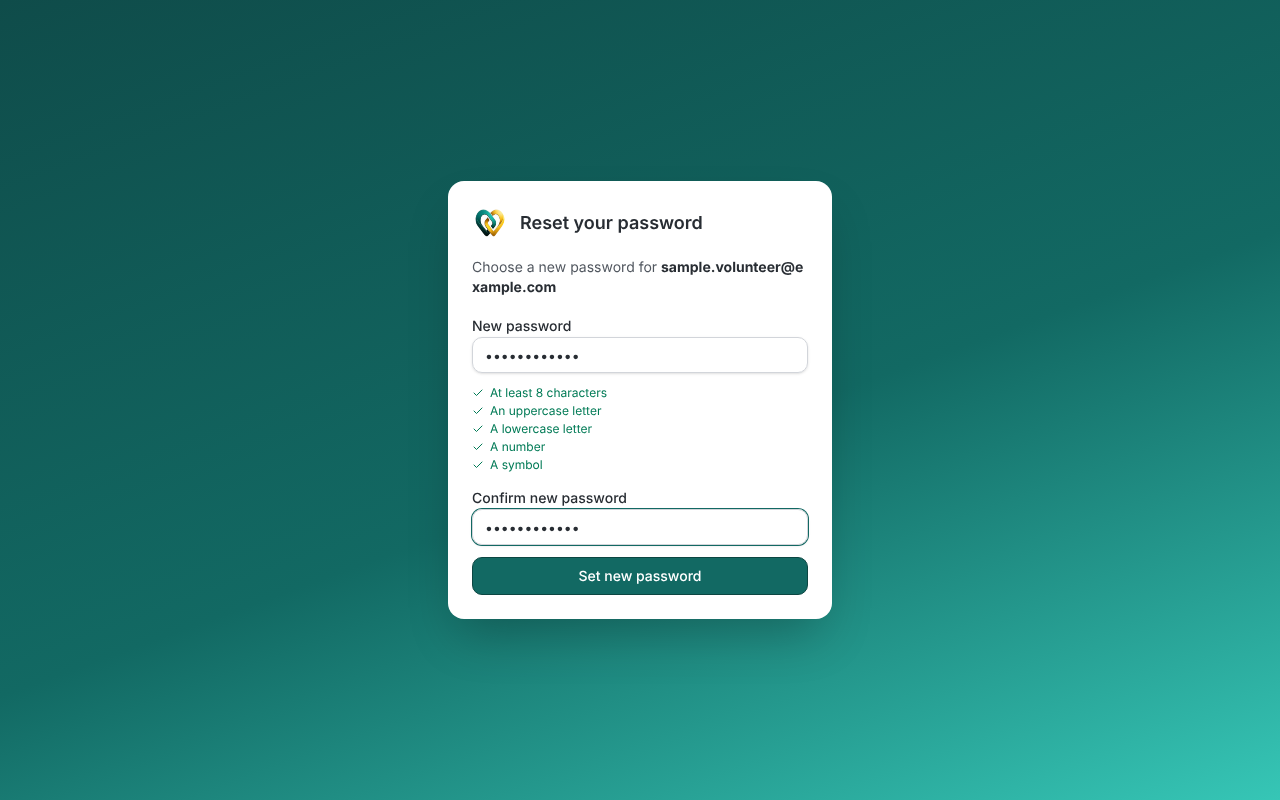 Reset your password
Choose a new password for sample.volunteer@e
xample.com
New password
••••••••••••
At least 8 characters
An uppercase letter
A lowercase letter
A number
A symbol
Confirm new password
••••••••••••
Set new password